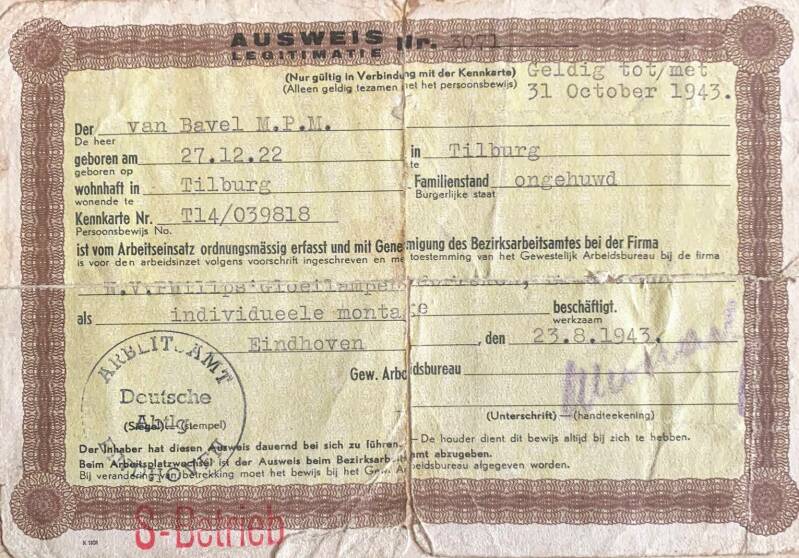 AUSWEIS Nr. 3071
LEGITIMATIE
(Nur gültig in Verbindung mit der Kennkarte) Geldig tot/met
(Alleen geldig tezamen met het persoonsbewijs) 31 October 1943.
Der van Bavel M.P.M.
De heer
geboren am 27.12.22 in Tilburg
geboren op te
wohnhaft in Tilburg Familienstand ongehuwd
wonende te Burgerlijke staat
Kennkarte Nr. T14/039818
Persoonsbewijs No.
ist vom Arbeitseinsatz ordnungsmässig erfasst und mit Genehmigung des Bezirksarbeitsamtes bei der Firma
is voor den arbeidsinzet volgens voorschrift ingeschreven en met toestemming van het Gewestelijk Arbeidsbureau bij de firma
N.V.Philips'Gloeilampen
als individueele montage beschäftigt.
werkzaam
Eindhoven , den 23.8.1943.
Gew. Arbeidsbureau
ARBEITSAMT
Deutsche
Abtlg
EINDHOVEN
(Siegel) — (stempel) (Unterschrift) — (handteekening)
Der Inhaber hat diesen Ausweis dauernd bei sich zu führen. — De houder dient dit bewijs altijd bij zich te hebben.
Beim Arbeitsplatzwechsel ist der Ausweis beim Bezirksarbeitsamt abzugeben.
Bij verandering van betrekking moet het bewijs bij het Gew. Arbeidsbureau afgegeven worden.
S-Betrieb